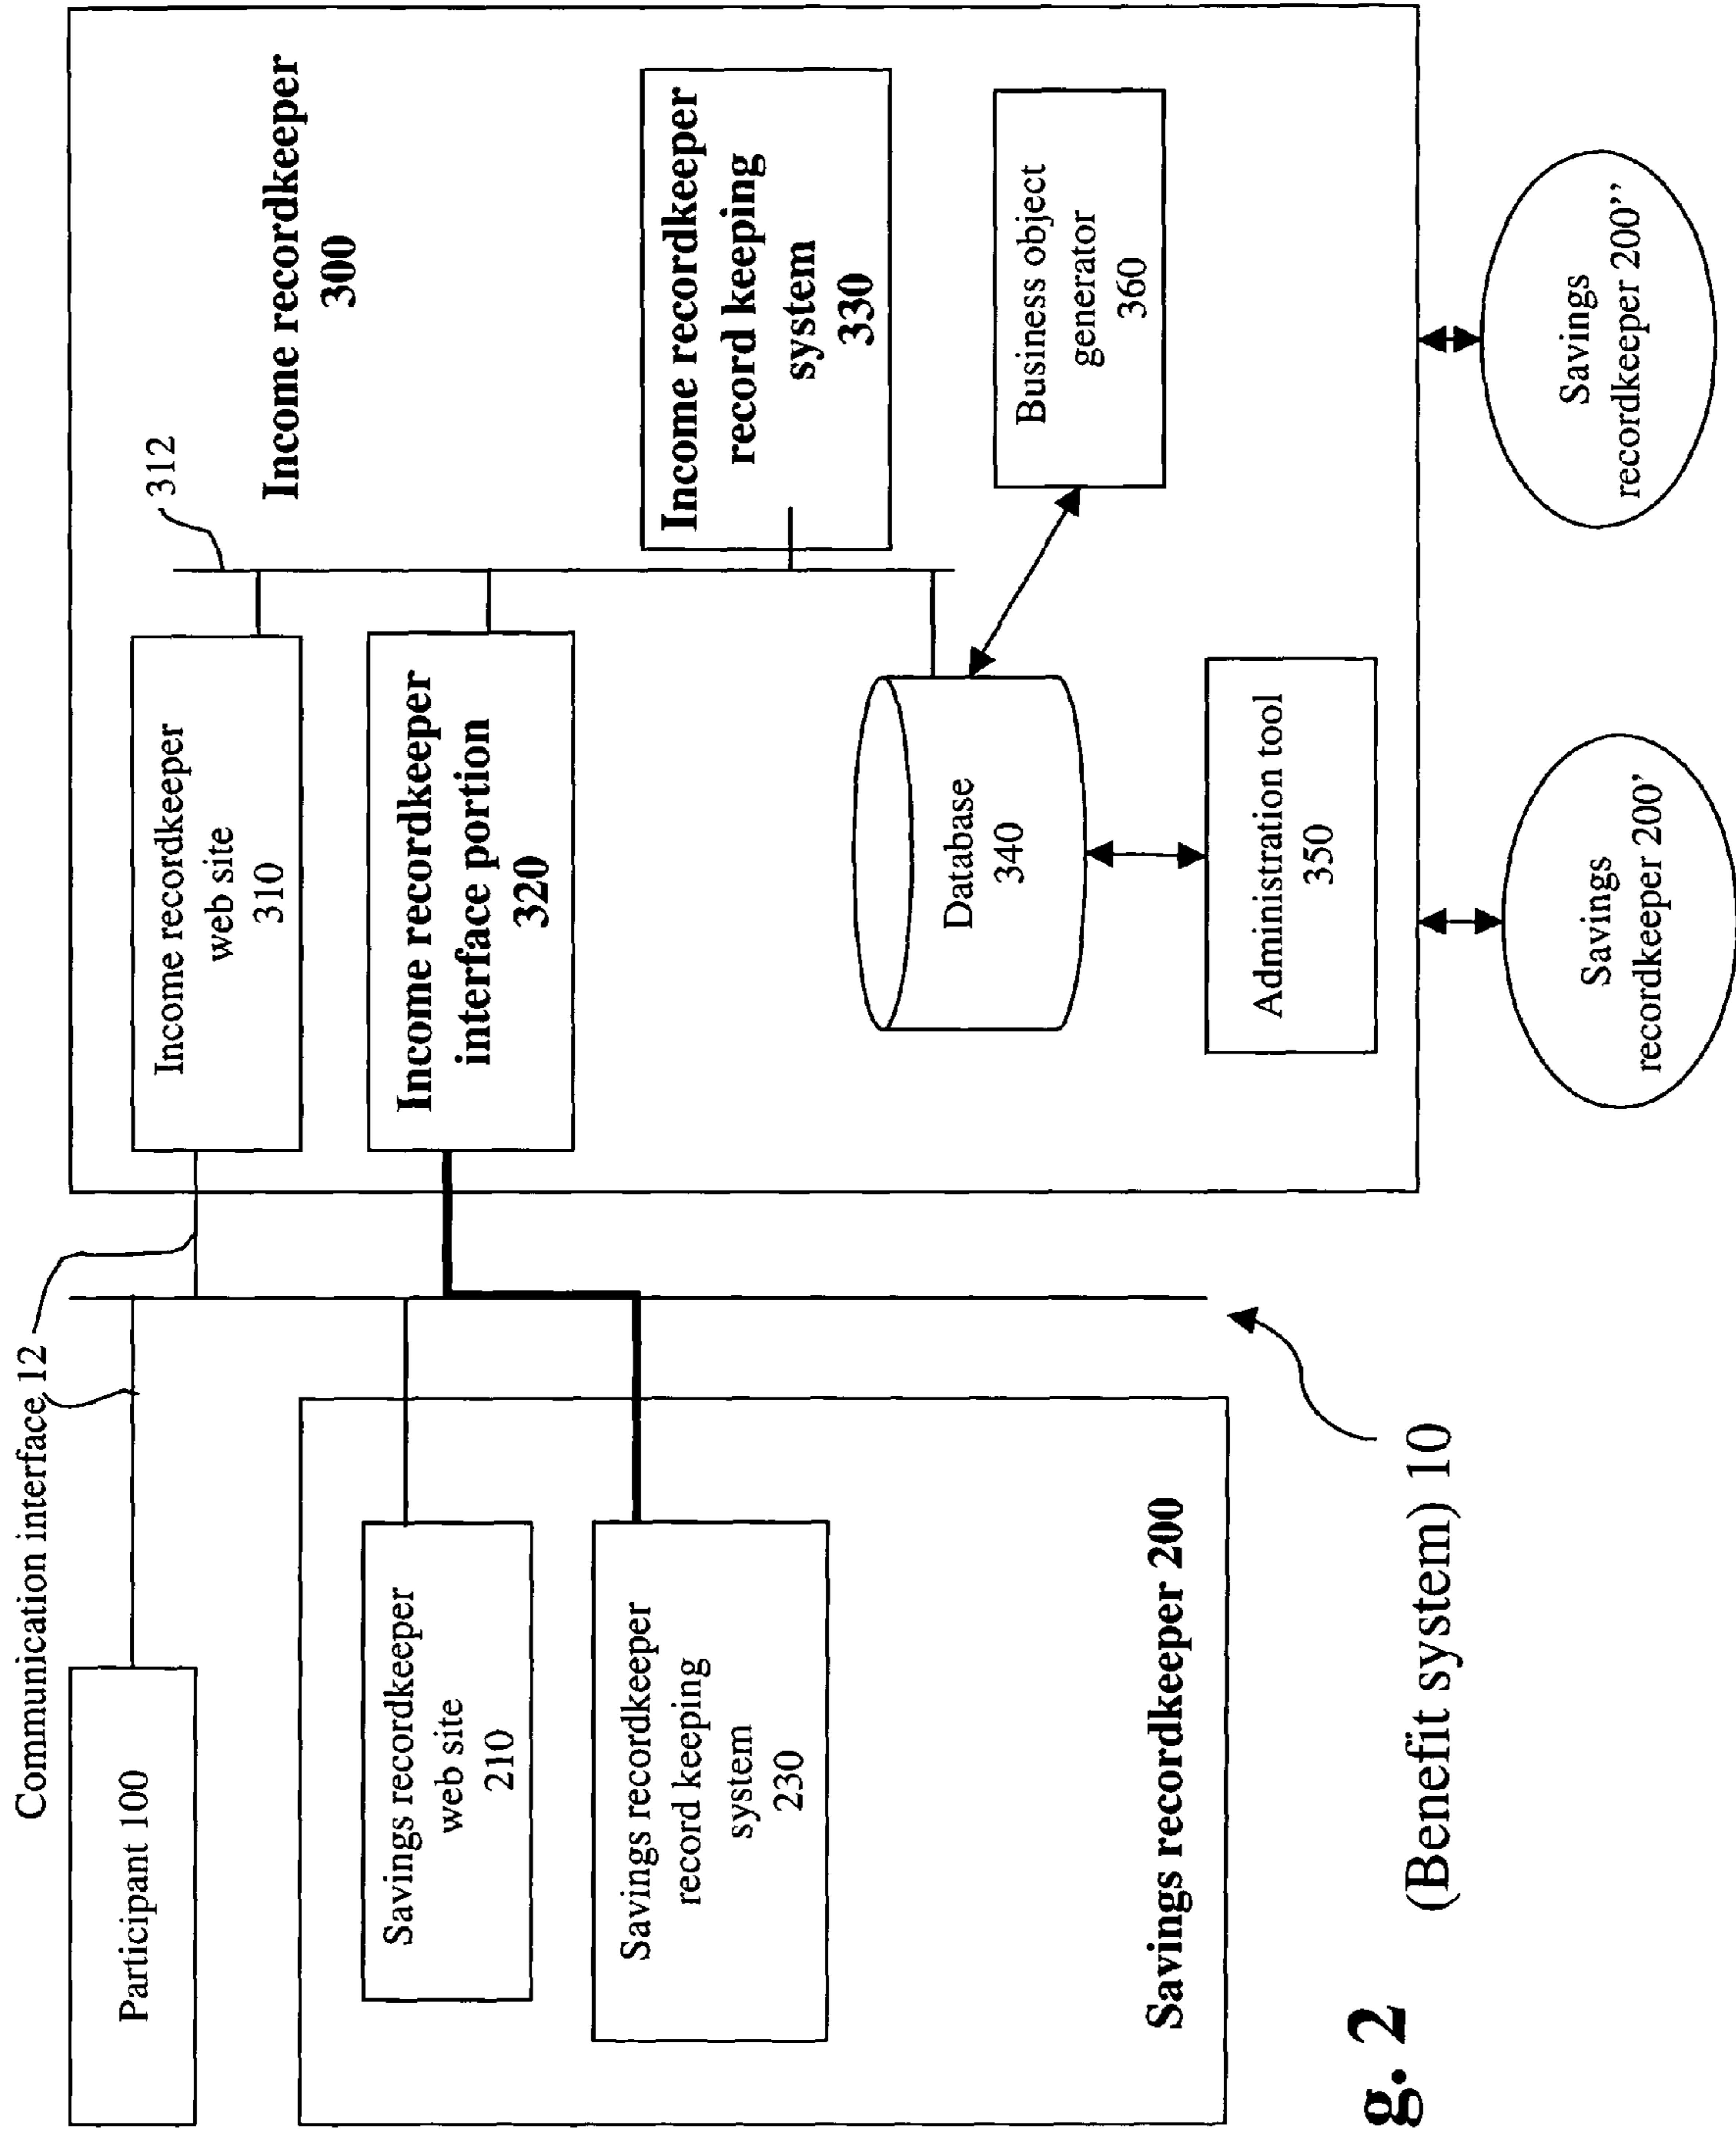 Communication interface 12
Participant 100
Savings recordkeeper
web site
210
Savings recordkeeper
record keeping
system
230
Savings recordkeeper 200
Income recordkeeper
web site
310
312
Income recordkeeper
300
Income recordkeeper
interface portion
320
Income recordkeeper
record keeping
system
330
Database
340
Business object
generator
360
Administration tool
350
Savings
recordkeeper 200'
Savings
recordkeeper 200''
g. 2
(Benefit system) 10